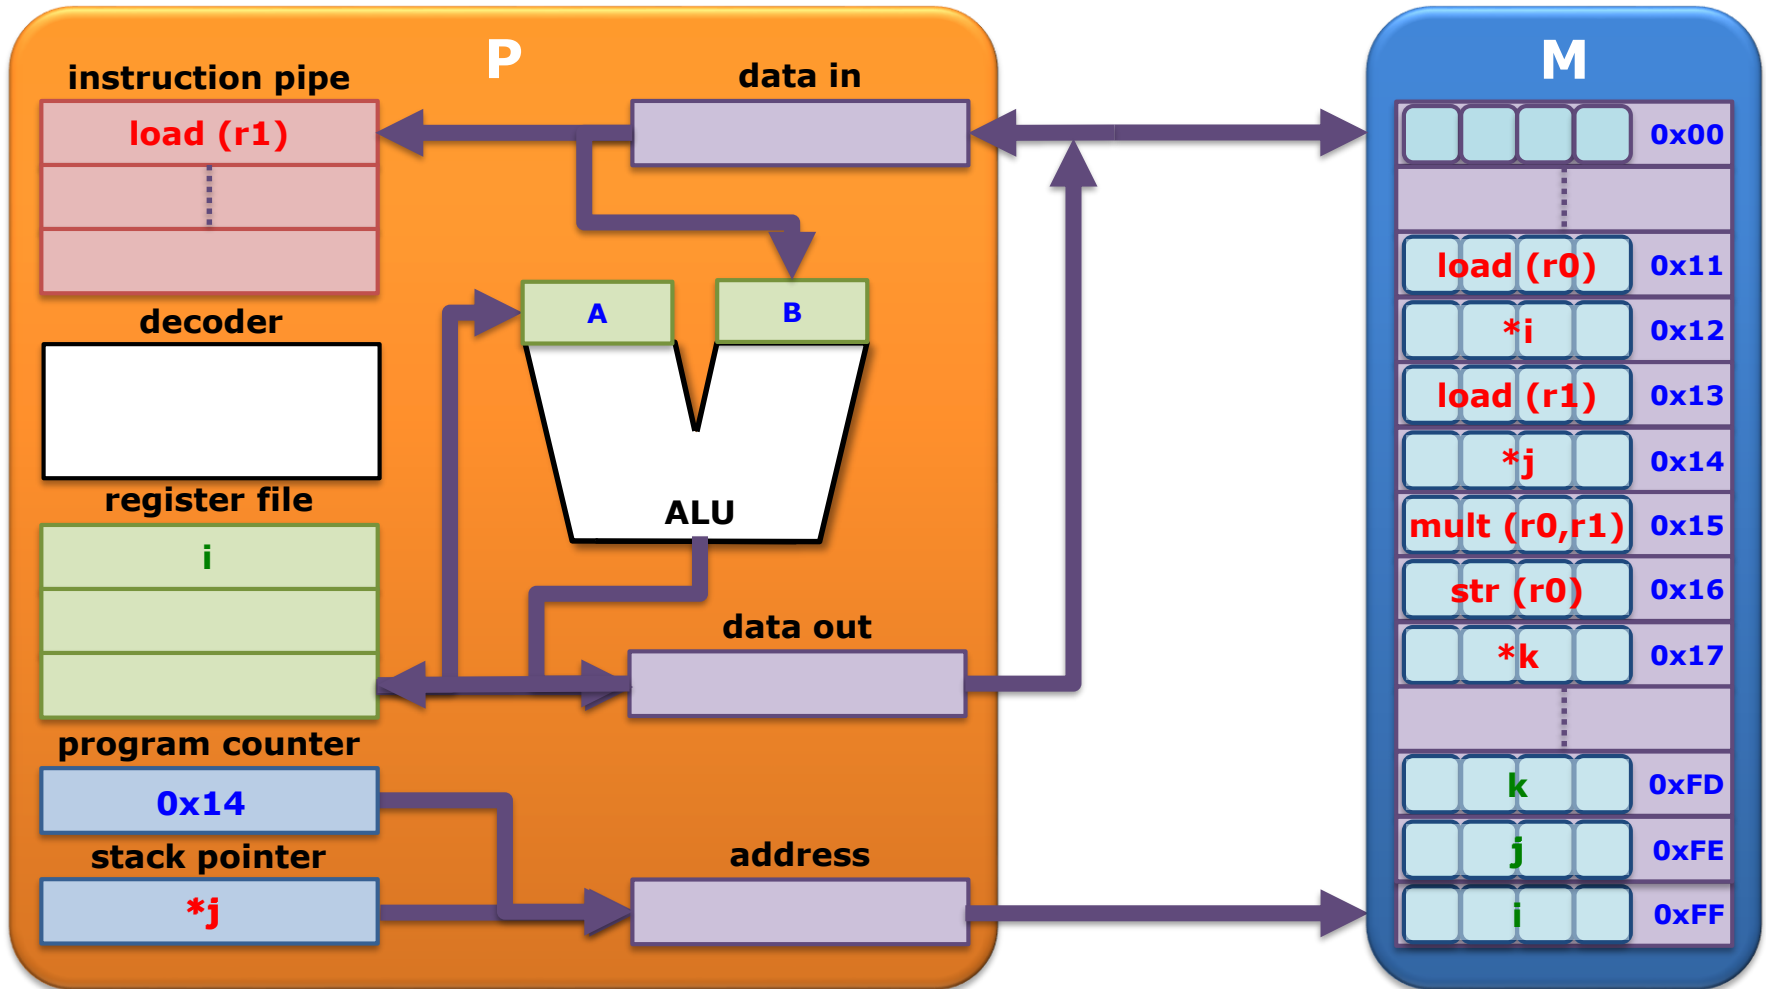 P
instruction pipe
load (r1)
decoder
register file
i
program counter
0x14
stack pointer
*j
data in
A
B
ALU
data out
address
M
0x00
load (r0) 0x11
*i 0x12
load (r1) 0x13
*j 0x14
mult (r0,r1) 0x15
str (r0) 0x16
*k 0x17
k 0xFD
j 0xFE
i 0xFF